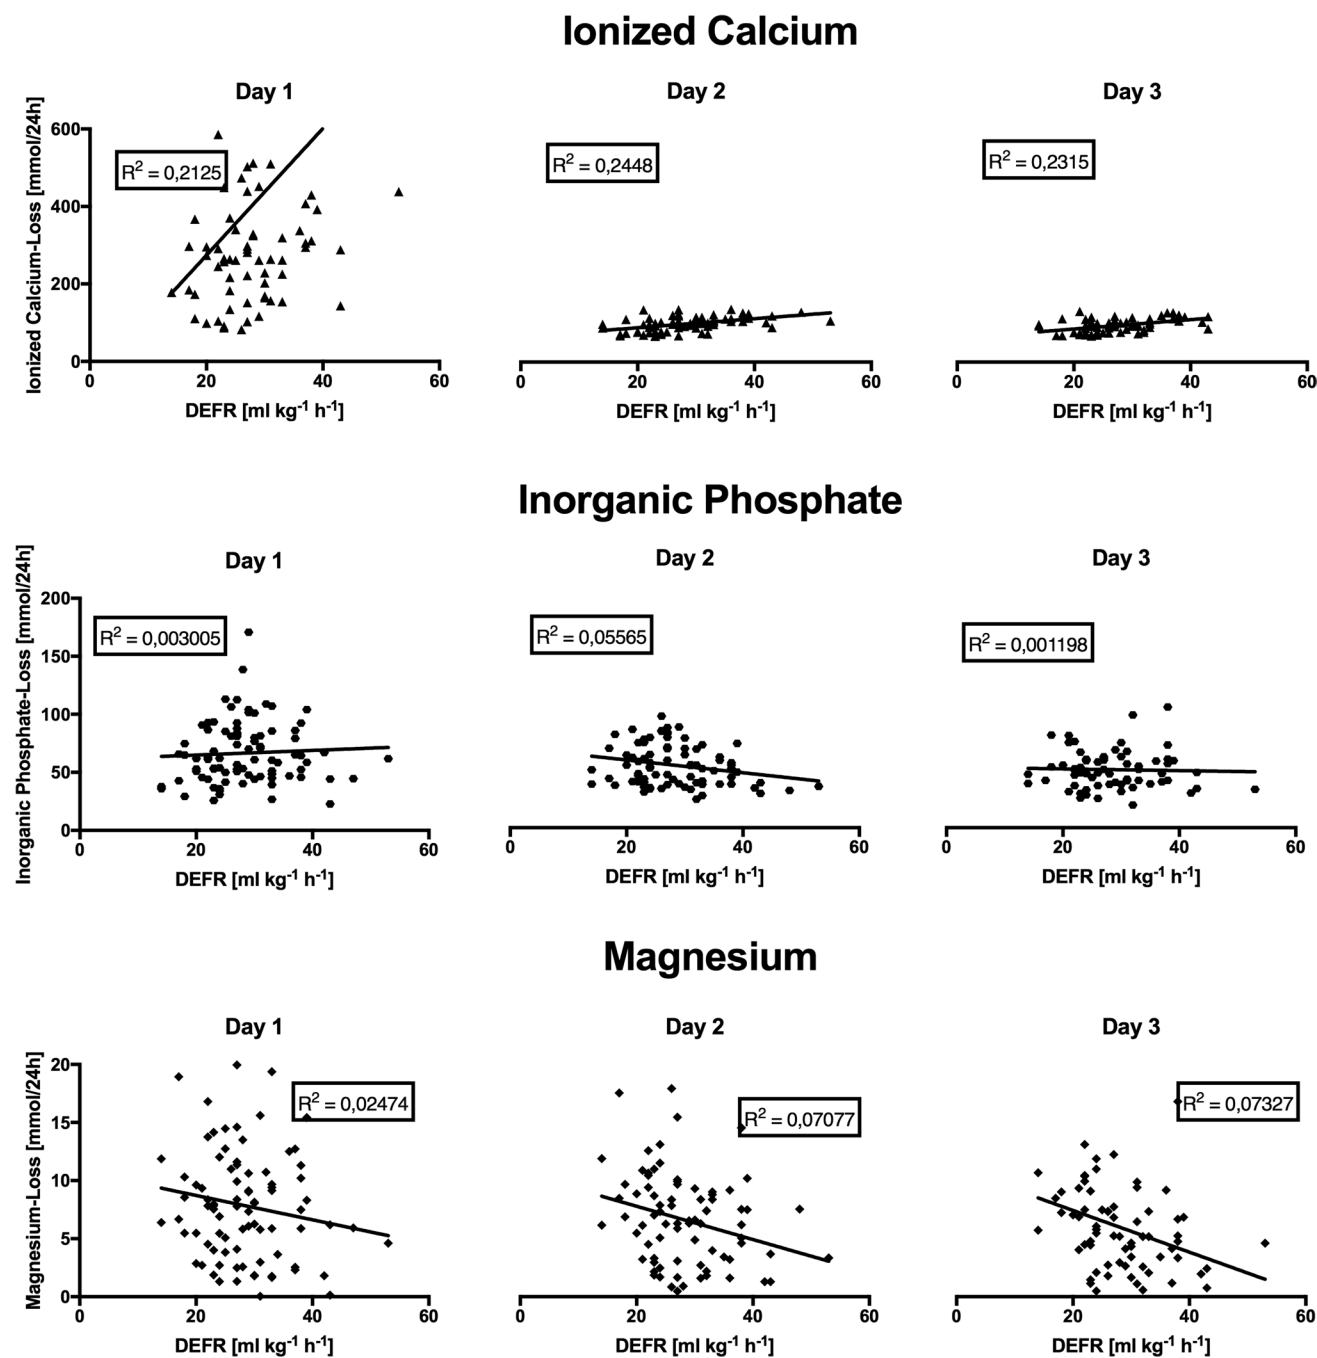 Ionized Calcium
Day 1
Day 2
Day 3
Ionized Calcium-Loss [mmol/24h]
600
400
200
0
R² = 0,2125
R² = 0,2448
R² = 0,2315
0 20 40 60
0 20 40 60
0 20 40 60
DEFR [ml kg⁻¹ h⁻¹]
DEFR [ml kg⁻¹ h⁻¹]
DEFR [ml kg⁻¹ h⁻¹]
Inorganic Phosphate
Day 1
Day 2
Day 3
Inorganic Phosphate-Loss [mmol/24h]
200
150
100
50
0
R² = 0,003005
R² = 0,05565
R² = 0,001198
0 20 40 60
0 20 40 60
0 20 40 60
DEFR [ml kg⁻¹ h⁻¹]
DEFR [ml kg⁻¹ h⁻¹]
DEFR [ml kg⁻¹ h⁻¹]
Magnesium
Day 1
Day 2
Day 3
Magnesium-Loss [mmol/24h]
20
15
10
5
0
R² = 0,02474
R² = 0,07077
R² = 0,07327
0 20 40 60
0 20 40 60
0 20 40 60
DEFR [ml kg⁻¹ h⁻¹]
DEFR [ml kg⁻¹ h⁻¹]
DEFR [ml kg⁻¹ h⁻¹]